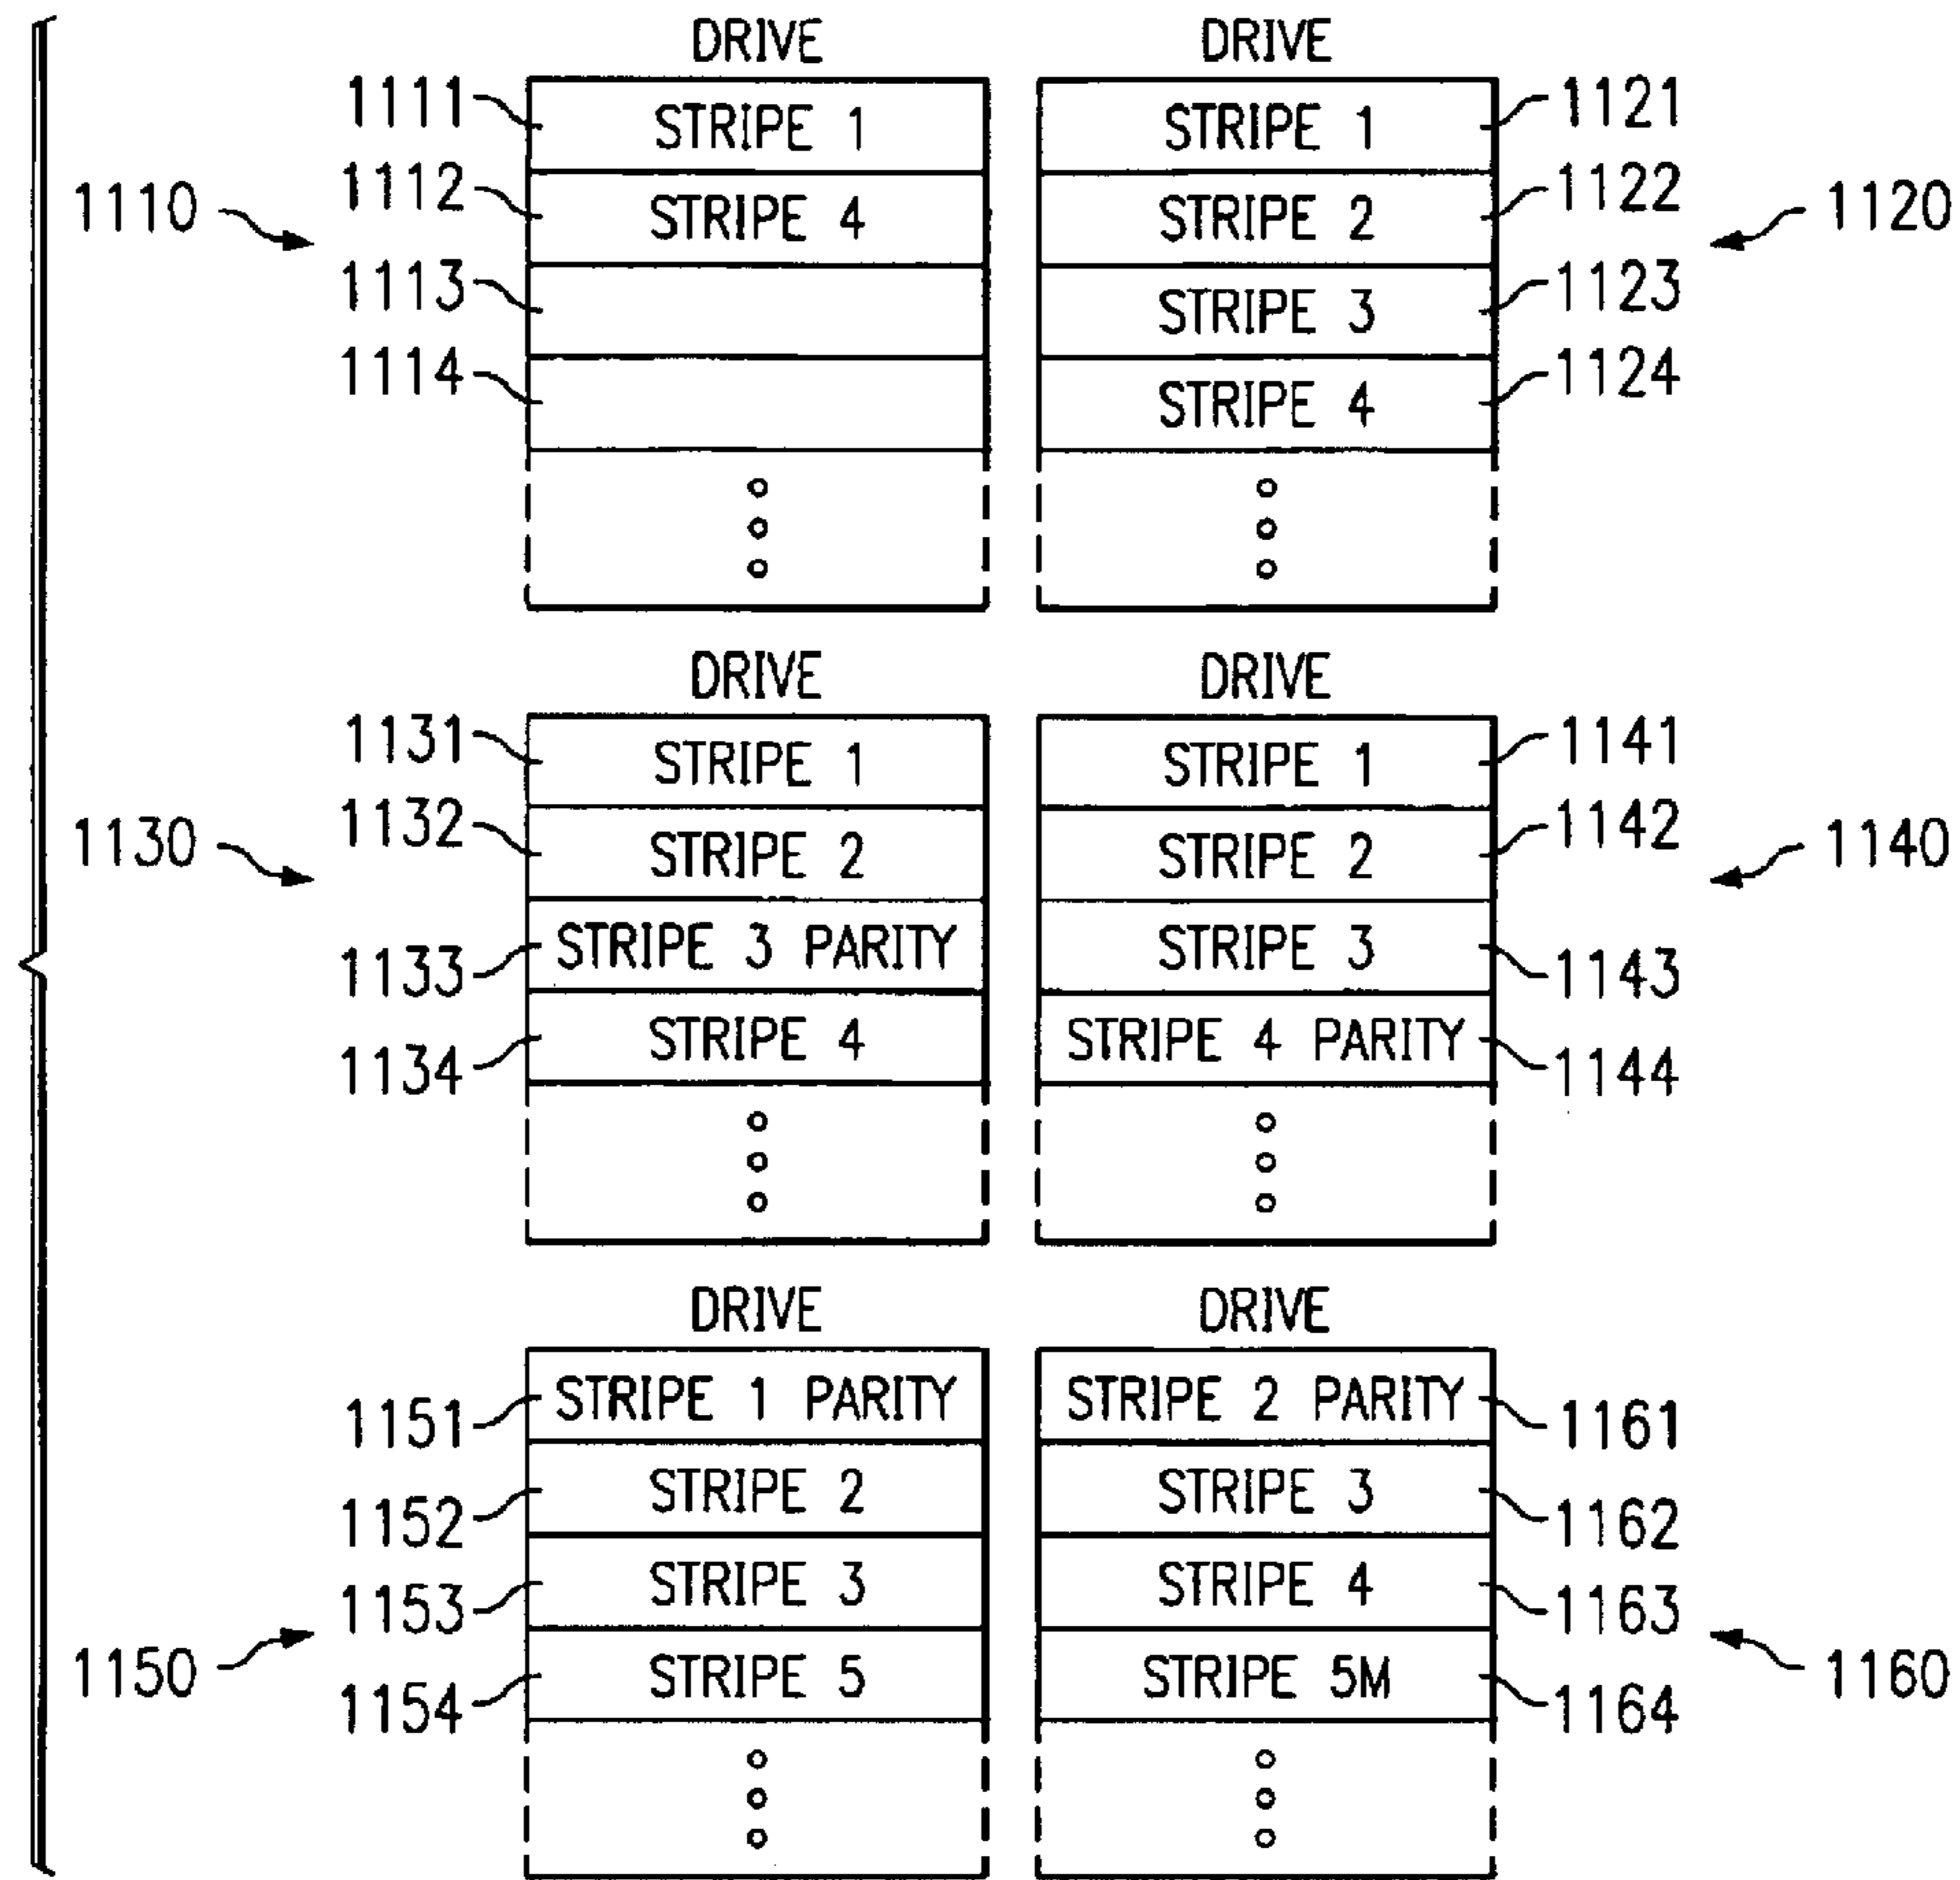 DRIVE DRIVE
1111 STRIPE 1 STRIPE 1 1121
1112 STRIPE 4 STRIPE 2 1122
1110 1120
1113 STRIPE 3 1123
1114 STRIPE 4 1124
DRIVE DRIVE
1131 STRIPE 1 STRIPE 1 1141
1132 STRIPE 2 STRIPE 2 1142
1130 1140
1133 STRIPE 3 PARITY STRIPE 3 1143
1134 STRIPE 4 STRIPE 4 PARITY 1144
DRIVE DRIVE
1151 STRIPE 1 PARITY STRIPE 2 PARITY 1161
1152 STRIPE 2 STRIPE 3 1162
1153 STRIPE 3 STRIPE 4 1163
1150 1160
1154 STRIPE 5 STRIPE 5M 1164